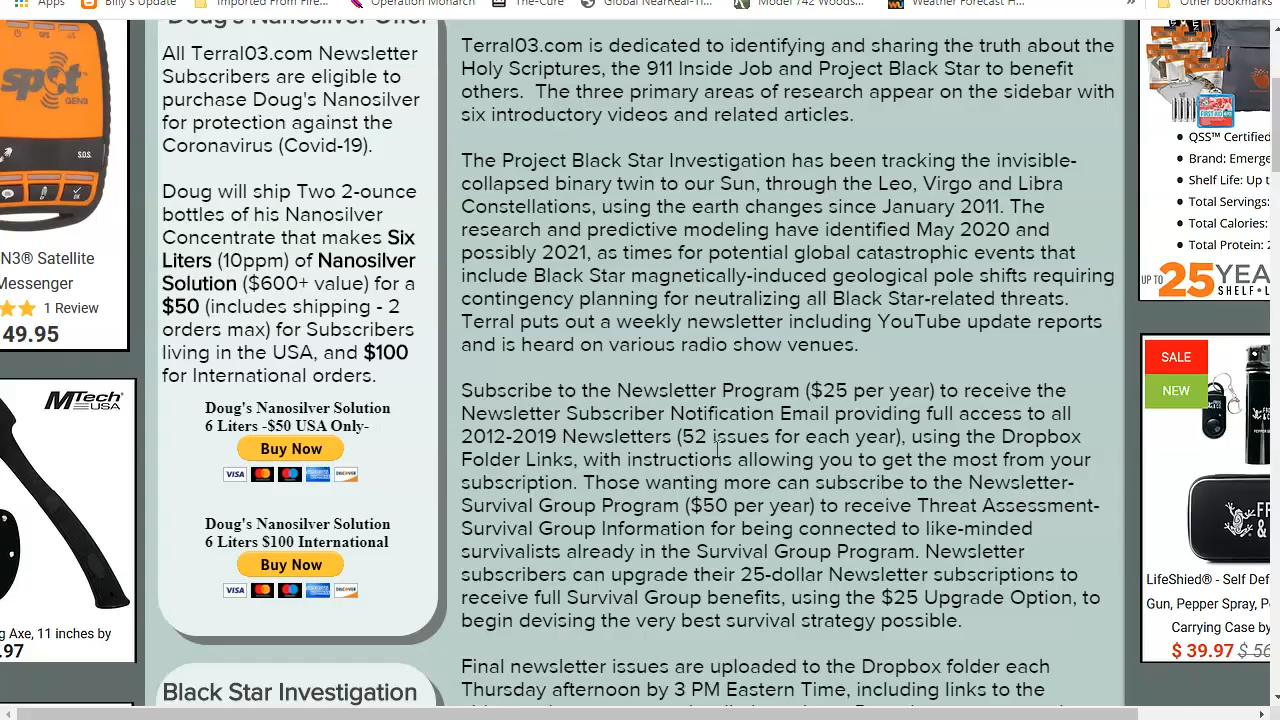 Apps
Billy's Update
Imported From Fire...
Operation Monarch
The-Cure
Global NearReal-Ti...
Model 742 Woods...
Weather Forecast H...
Other bookmarks
Doug's Nanosilver Offer
All Terral03.com Newsletter
Subscribers are eligible to
purchase Doug's Nanosilver
for protection against the
Coronavirus (Covid-19).
Doug will ship Two 2-ounce
bottles of his Nanosilver
Concentrate that makes Six
Liters (10ppm) of Nanosilver
Solution ($600+ value) for a
$50 (includes shipping - 2
orders max) for Subscribers
living in the USA, and $100
for International orders.
Doug's Nanosilver Solution
6 Liters -$50 USA Only-
Buy Now
VISA
DISCOVER
Doug's Nanosilver Solution
6 Liters $100 International
Buy Now
VISA
DISCOVER
Black Star Investigation
Terral03.com is dedicated to identifying and sharing the truth about the
Holy Scriptures, the 911 Inside Job and Project Black Star to benefit
others. The three primary areas of research appear on the sidebar with
six introductory videos and related articles.
The Project Black Star Investigation has been tracking the invisible-
collapsed binary twin to our Sun, through the Leo, Virgo and Libra
Constellations, using the earth changes since January 2011. The
research and predictive modeling have identified May 2020 and
possibly 2021, as times for potential global catastrophic events that
include Black Star magnetically-induced geological pole shifts requiring
contingency planning for neutralizing all Black Star-related threats.
Terral puts out a weekly newsletter including YouTube update reports
and is heard on various radio show venues.
Subscribe to the Newsletter Program ($25 per year) to receive the
Newsletter Subscriber Notification Email providing full access to all
2012-2019 Newsletters (52 issues for each year), using the Dropbox
Folder Links, with instructions allowing you to get the most from your
subscription. Those wanting more can subscribe to the Newsletter-
Survival Group Program ($50 per year) to receive Threat Assessment-
Survival Group Information for being connected to like-minded
survivalists already in the Survival Group Program. Newsletter
subscribers can upgrade their 25-dollar Newsletter subscriptions to
receive full Survival Group benefits, using the $25 Upgrade Option, to
begin devising the very best survival strategy possible.
Final newsletter issues are uploaded to the Dropbox folder each
Thursday afternoon by 3 PM Eastern Time, including links to the
spot
GEN3
S.O.S.
N3® Satellite
Messenger
1 Review
49.95
MTech
USA
g Axe, 11 inches by
.97
QSS™ Certified
Brand: Emerge
Shelf Life: Up t
Total Servings:
Total Calories:
Total Protein: 2
UP TO 25 YEA
SHELF-L
SALE
NEW
FR
&
LifeShied® - Self Def
Gun, Pepper Spray, P
Carrying Case by
$ 39.97 $ 56